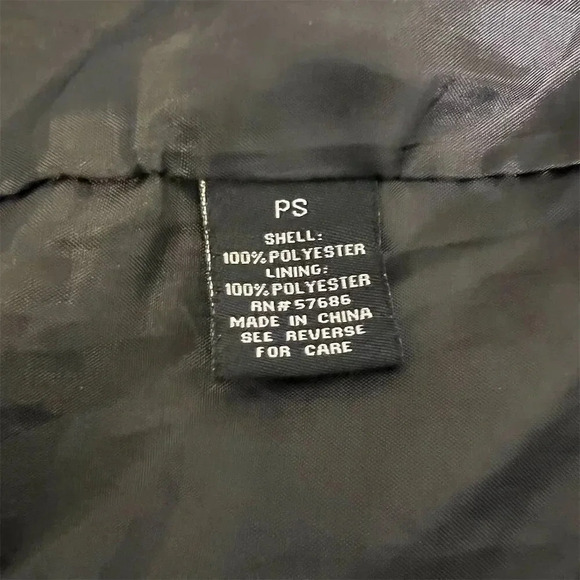 PS
SHELL:
100% POLYESTER
LINING:
100% POLYESTER
RN# 57686
MADE IN CHINA
SEE REVERSE
FOR CARE